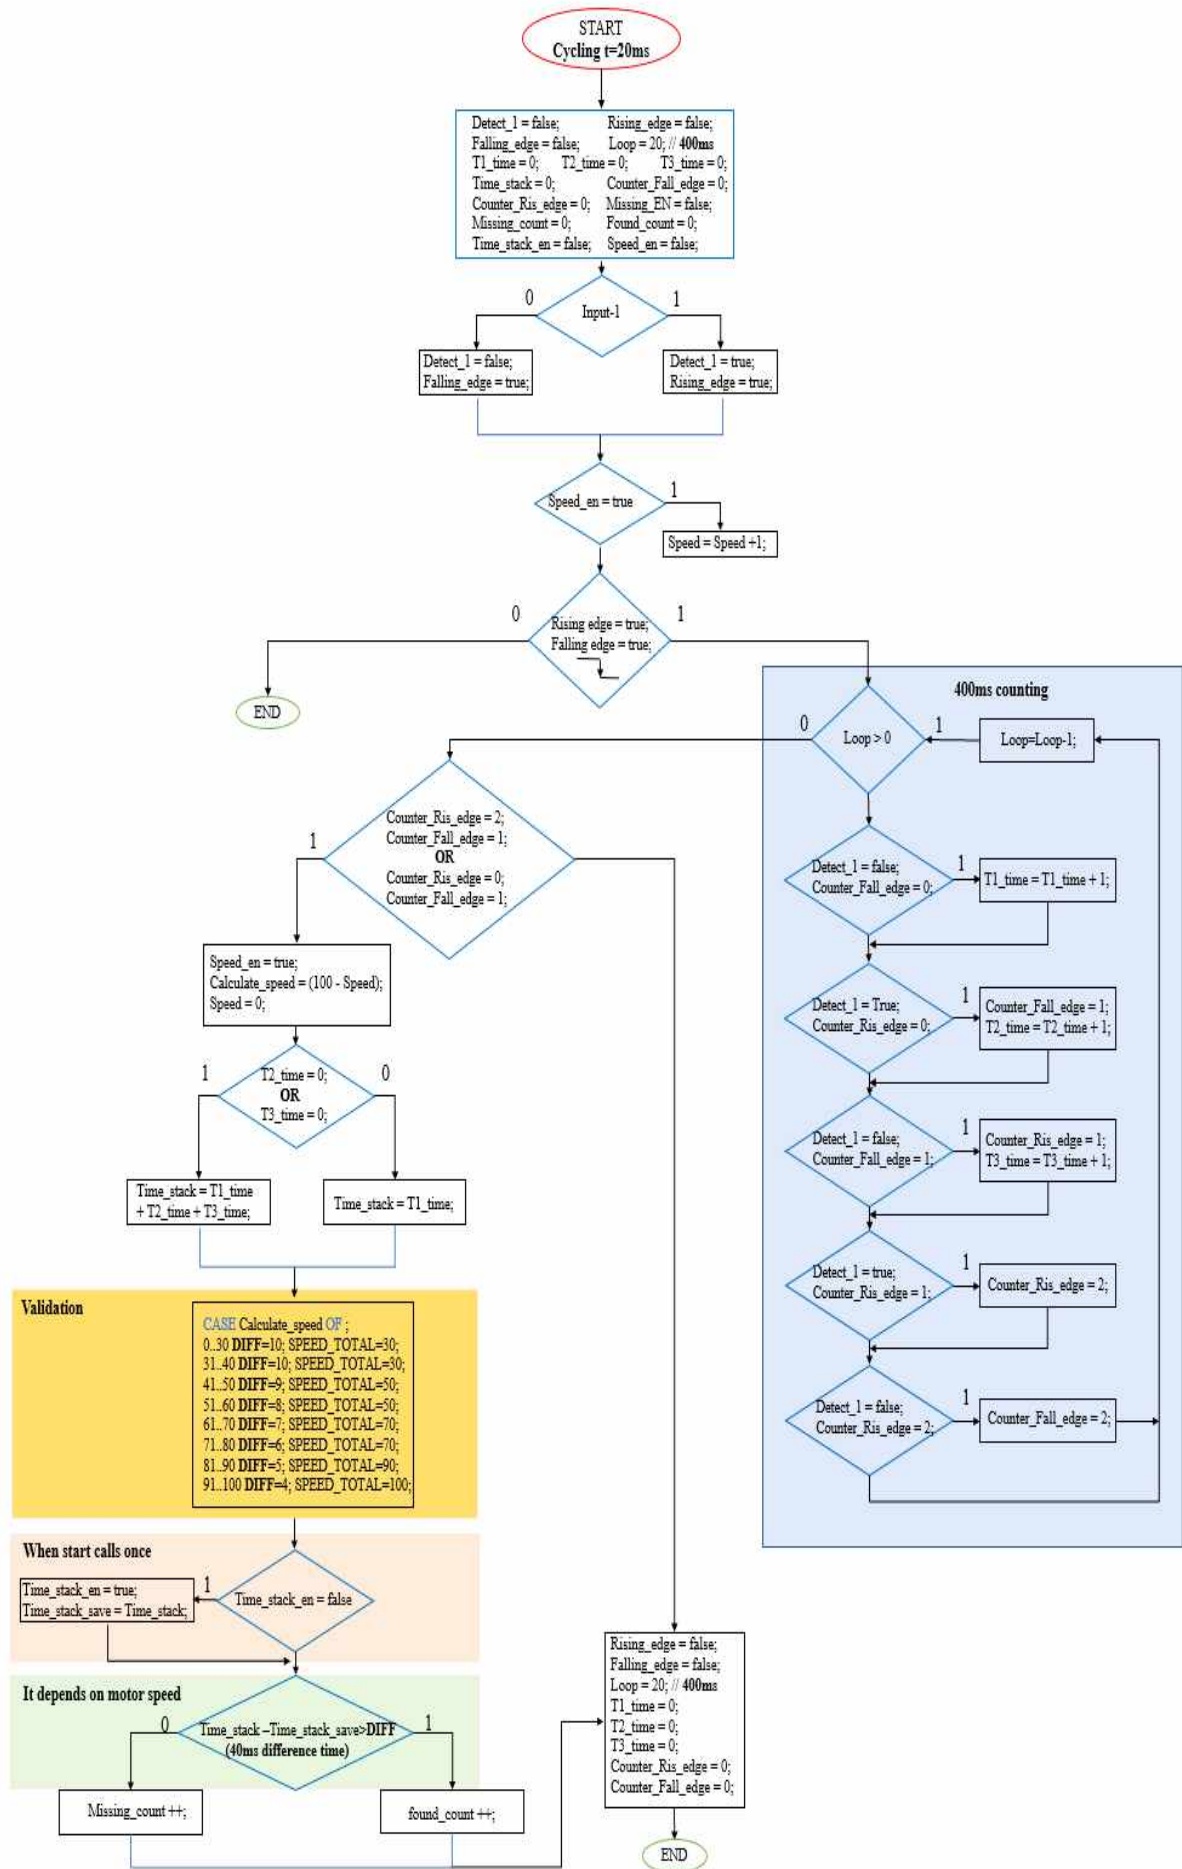 START
Cycling t=20ms
Detect_1 = false; Rising_edge = false;
Falling_edge = false; Loop = 20; // 400ms
T1_time = 0; T2_time = 0; T3_time = 0;
Time_stack = 0; Counter_Fall_edge = 0;
Counter_Ris_edge = 0; Missing_EN = false;
Missing_count = 0; Found_count = 0;
Time_stack_en = false; Speed_en = false;
0
Input-1
1
Detect_1 = false;
Falling_edge = true;
Detect_1 = true;
Rising_edge = true;
Speed_en = true
1
Speed = Speed +1;
0
Rising edge = true;
Falling edge = true;
1
END
400ms counting
0
Loop > 0
1
Loop=Loop-1;
Detect_1 = false;
Counter_Fall_edge = 0;
1
T1_time = T1_time + 1;
Detect_1 = True;
Counter_Ris_edge = 0;
1
Counter_Fall_edge = 1;
T2_time = T2_time + 1;
Detect_1 = false;
Counter_Fall_edge = 1;
1
Counter_Ris_edge = 1;
T3_time = T3_time + 1;
Detect_1 = true;
Counter_Ris_edge = 1;
1
Counter_Ris_edge = 2;
Detect_1 = false;
Counter_Ris_edge = 2;
1
Counter_Fall_edge = 2;
1
Counter_Ris_edge = 2;
Counter_Fall_edge = 1;
OR
Counter_Ris_edge = 0;
Counter_Fall_edge = 1;
Speed_en = true;
Calculate_speed = (100 - Speed);
Speed = 0;
1
T2_time = 0;
OR
T3_time = 0;
0
Time_stack = T1_time
+ T2_time + T3_time;
Time_stack = T1_time;
Validation
CASE Calculate_speed OF ;
0..30 DIFF=10; SPEED_TOTAL=30;
31..40 DIFF=10; SPEED_TOTAL=30;
41..50 DIFF=9; SPEED_TOTAL=50;
51..60 DIFF=8; SPEED_TOTAL=50;
61..70 DIFF=7; SPEED_TOTAL=70;
71..80 DIFF=6; SPEED_TOTAL=70;
81..90 DIFF=5; SPEED_TOTAL=90;
91..100 DIFF=4; SPEED_TOTAL=100;
When start calls once
Time_stack_en = true;
Time_stack_save = Time_stack;
1
Time_stack_en = false
It depends on motor speed
0
Time_stack –Time_stack_save>DIFF
(40ms difference time)
1
Missing_count ++;
found_count ++;
Rising_edge = false;
Falling_edge = false;
Loop = 20; // 400ms
T1_time = 0;
T2_time = 0;
T3_time = 0;
Counter_Ris_edge = 0;
Counter_Fall_edge = 0;
END